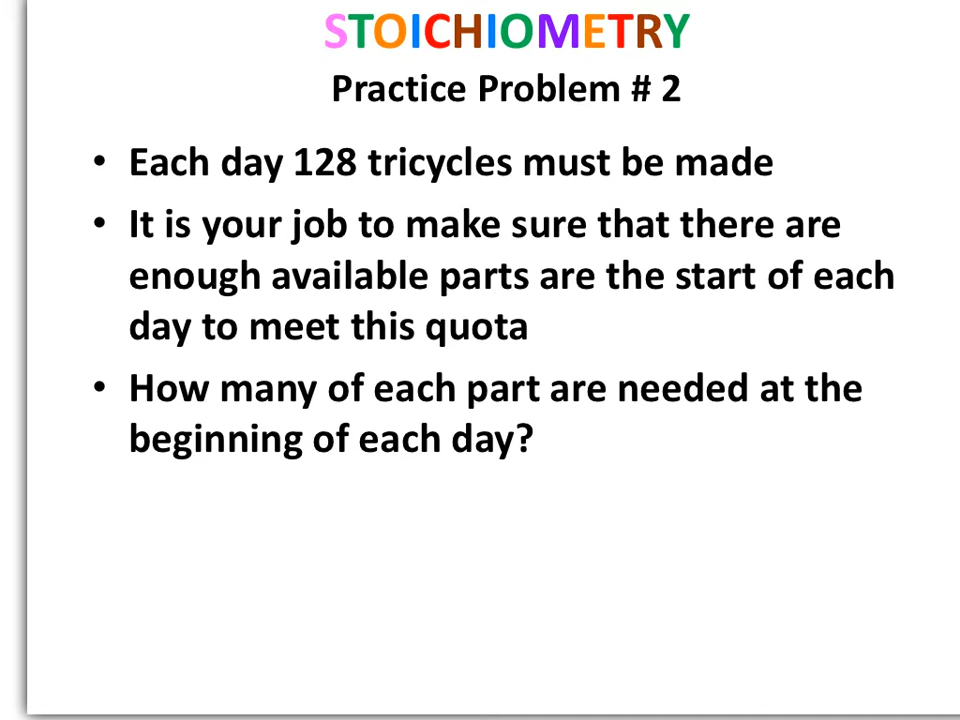 STOICHIOMETRY
Practice Problem # 2
• Each day 128 tricycles must be made
• It is your job to make sure that there are
enough available parts are the start of each
day to meet this quota
• How many of each part are needed at the
beginning of each day?